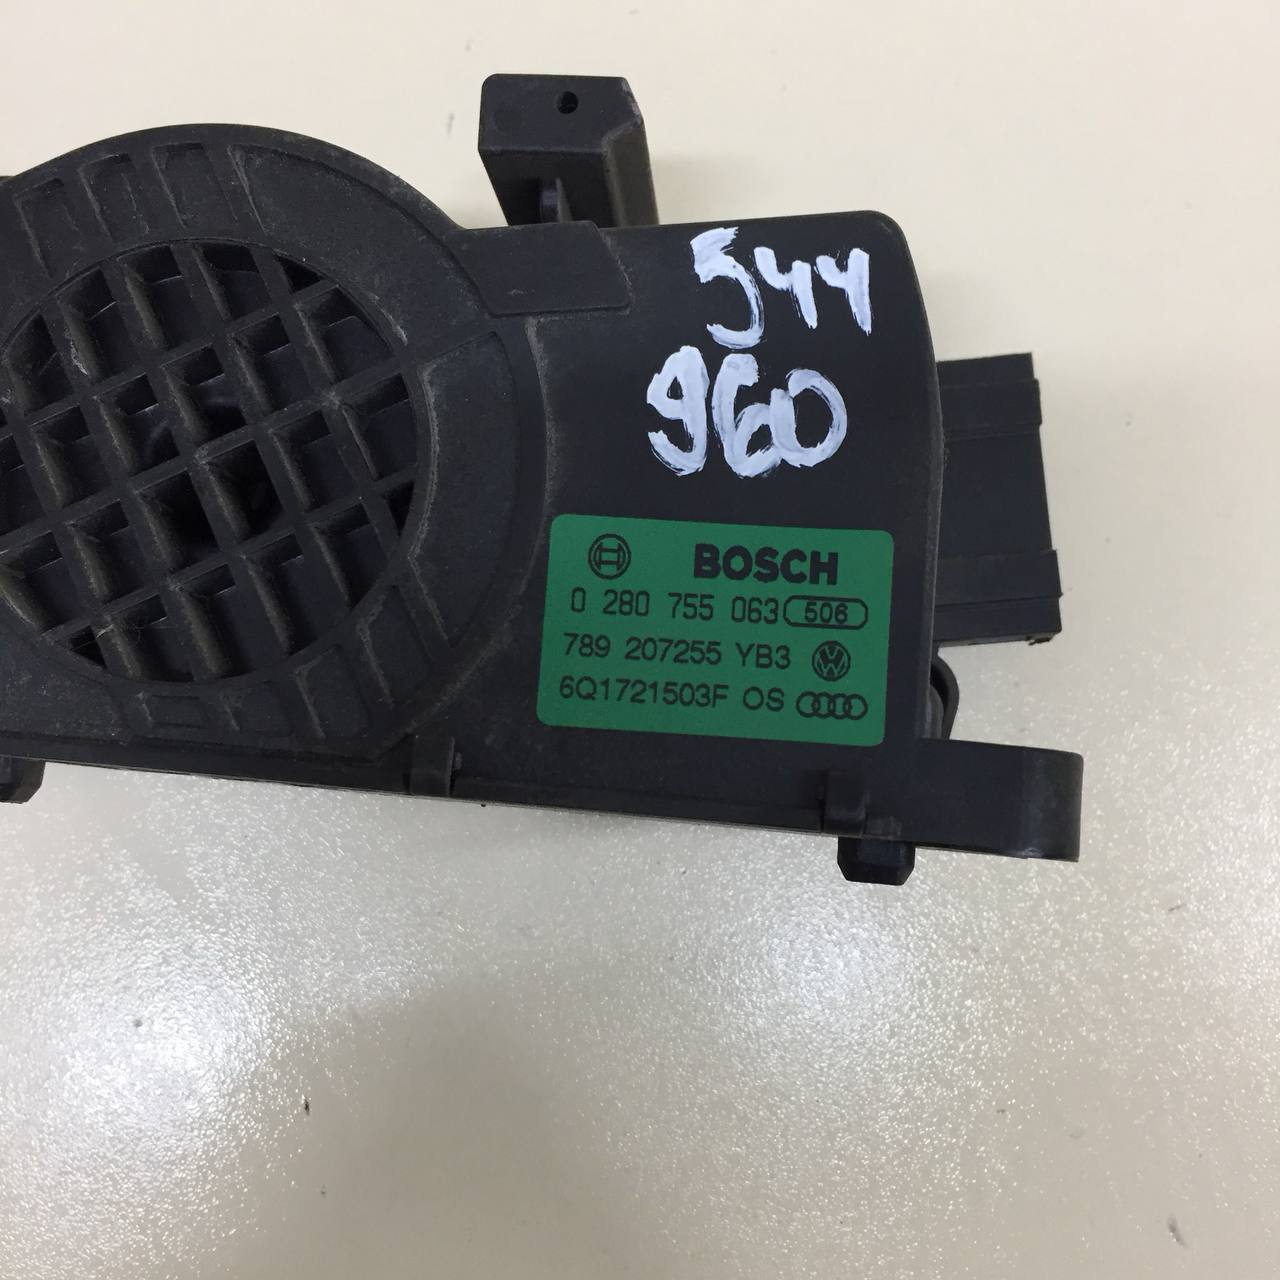 544
960
BOSCH
0 280 755 063 506
789 207255 YB3
6Q1721503F OS